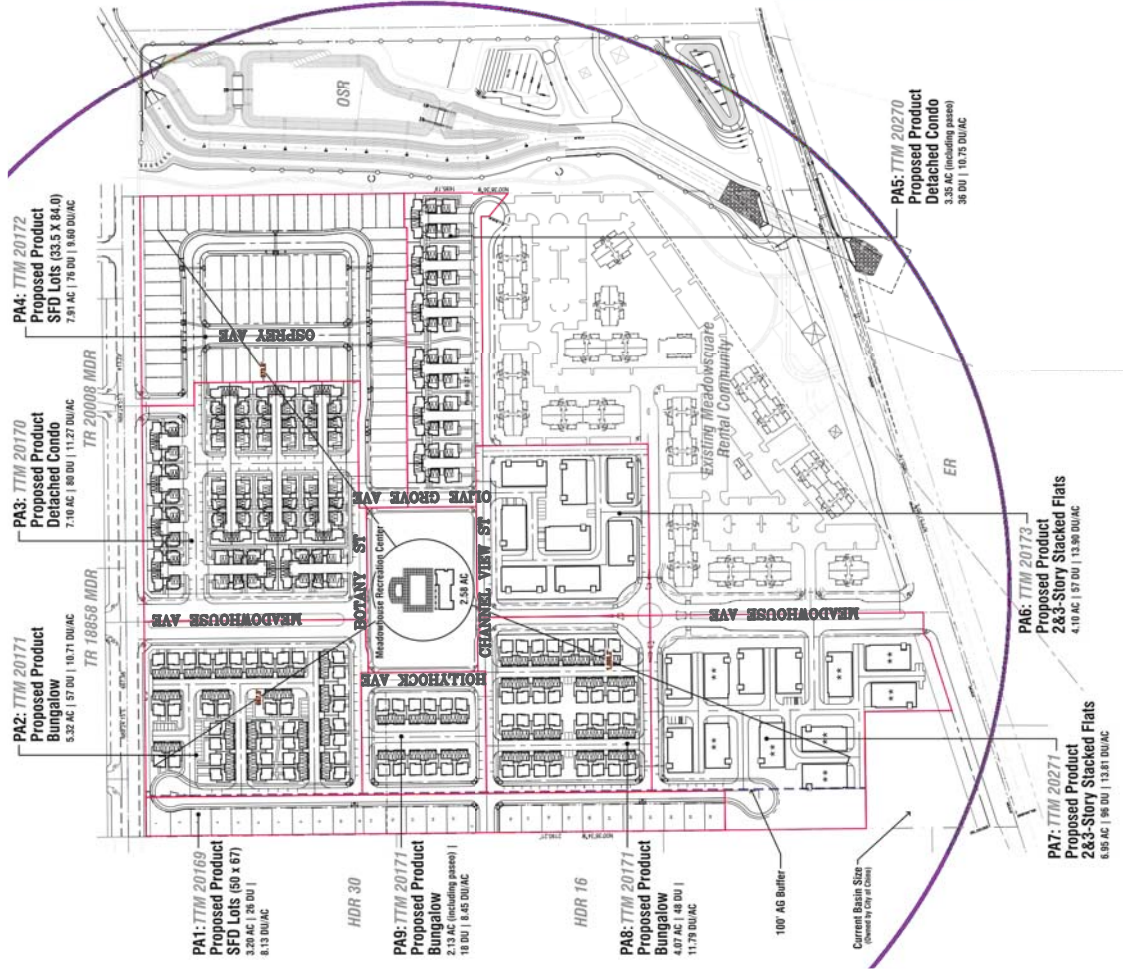 PA2: TTM 20171
Proposed Product
Bungalow
5.32 AC | 57 DU | 10.71 DU/AC
PA3: TTM 20170
Proposed Product
Detached Condo
7.10 AC | 80 DU | 11.27 DU/AC
PA4: TTM 20172
Proposed Product
SFD Lots (33.5 X 84.0)
7.91 AC | 76 DU | 9.60 DU/AC
TR 18858 MDR
TR 20008 MDR
OSR
PA1: TTM 20169
Proposed Product
SFD Lots (50 x 67)
3.20 AC | 26 DU |
8.13 DU/AC
HDR 30
PA9: TTM 20171
Proposed Product
Bungalow
2.13 AC (including paseo) |
18 DU | 8.45 DU/AC
HDR 16
PA8: TTM 20171
Proposed Product
Bungalow
4.07 AC | 48 DU |
11.79 DU/AC
100' AG Buffer
Current Basin Size
(Owned by City of Chino)
MEADOWHOUSE AVE
OSPREY AVE
BOTANY ST
OLIVE GROVE AVE
Meadowhouse Recreation Center
2.58 AC
CHANNEL VIEW ST
HOLLYHOCK AVE
MEADOWHOUSE AVE
Existing Meadowsquare
Rental Community
ER
PA5: TTM 20270
Proposed Product
Detached Condo
3.35 AC (including paseo)
36 DU | 10.75 DU/AC
PA6: TTM 20173
Proposed Product
2&3-Story Stacked Flats
4.10 AC | 57 DU | 13.90 DU/AC
PA7: TTM 20271
Proposed Product
2&3-Story Stacked Flats
6.95 AC | 96 DU | 13.81 DU/AC
**
**
**
**
**
**
**
**
**